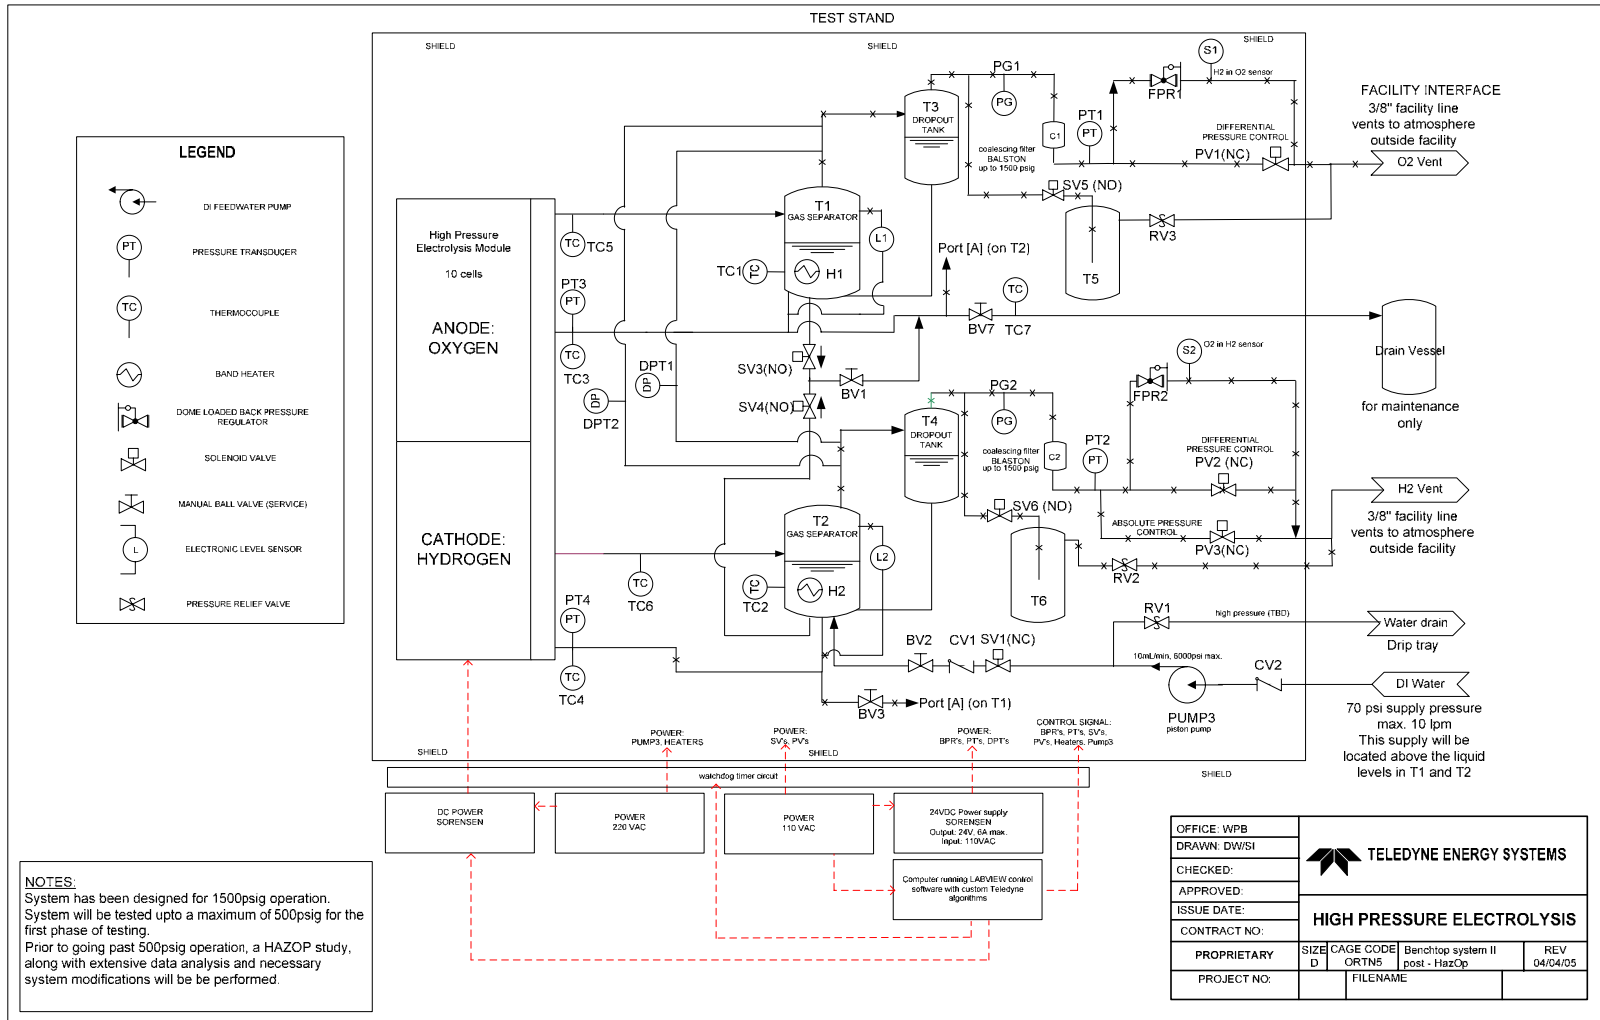 TEST STAND
SHIELD
SHIELD
SHIELD
LEGEND
DI FEEDWATER PUMP
PT
PRESSURE TRANSDUCER
TC
THERMOCOUPLE
BAND HEATER
DOME LOADED BACK PRESSURE
REGULATOR
SOLENOID VALVE
MANUAL BALL VALVE (SERVICE)
L
ELECTRONIC LEVEL SENSOR
PRESSURE RELIEF VALVE
High Pressure
Electrolysis Module
10 cells
ANODE:
OXYGEN
CATHODE:
HYDROGEN
TC
TC5
PT3
PT
TC
TC3
DPT1
DP
DP
DPT2
TC
TC6
PT4
PT
TC
TC4
T1
GAS SEPARATOR
L1
TC1
TC
H1
SV3(NO)
SV4(NO)
BV1
T3
DROPOUT
TANK
PG1
PG
coalescing filter
BALSTON
up to 1500 psig
C1
PT1
PT
FPR1
S1
H2 in O2 sensor
DIFFERENTIAL
PRESSURE CONTROL
PV1(NC)
SV5 (NO)
RV3
T5
Port [A] (on T2)
BV7
TC
TC7
FACILITY INTERFACE
3/8" facility line
vents to atmosphere
outside facility
O2 Vent
Drain Vessel
for maintenance
only
T4
DROPOUT
TANK
PG2
PG
coalescing filter
BLASTON
up to 1500 psig
C2
PT2
PT
FPR2
S2
O2 in H2 sensor
DIFFERENTIAL
PRESSURE CONTROL
PV2 (NC)
ABSOLUTE PRESSURE
CONTROL
PV3(NC)
SV6 (NO)
RV2
T6
H2 Vent
3/8" facility line
vents to atmosphere
outside facility
T2
GAS SEPARATOR
L2
TC
TC2
H2
BV2
CV1
SV1(NC)
RV1
high pressure (TBD)
Water drain
Drip tray
10mL/min, 6000psi max.
PUMP3
piston pump
CV2
DI Water
70 psi supply pressure
max. 10 lpm
This supply will be
located above the liquid
levels in T1 and T2
BV3
Port [A] (on T1)
SHIELD
POWER:
PUMP3, HEATERS
POWER:
SV's, PV's
SHIELD
POWER:
BPR's, PT's, DPT's
CONTROL SIGNAL:
BPR's, PT's, SV's,
PV's, Heaters, Pump3
SHIELD
watchdog timer circuit
DC POWER
SORENSEN
POWER
220 VAC
POWER
110 VAC
24VDC Power supply
SORENSEN
Output: 24V, 6A max.
Input: 110VAC
Computer running LABVIEW control
software with custom Teledyne
algorithms
NOTES:
System has been designed for 1500psig operation.
System will be tested upto a maximum of 500psig for the
first phase of testing.
Prior to going past 500psig operation, a HAZOP study,
along with extensive data analysis and necessary
system modifications will be be performed.
OFFICE: WPB
DRAWN: DW/SI
CHECKED:
APPROVED:
ISSUE DATE:
CONTRACT NO:
PROPRIETARY
PROJECT NO:
TELEDYNE ENERGY SYSTEMS
HIGH PRESSURE ELECTROLYSIS
SIZE
D
CAGE CODE
ORTN5
Benchtop system II
post - HazOp
REV
04/04/05
FILENAME